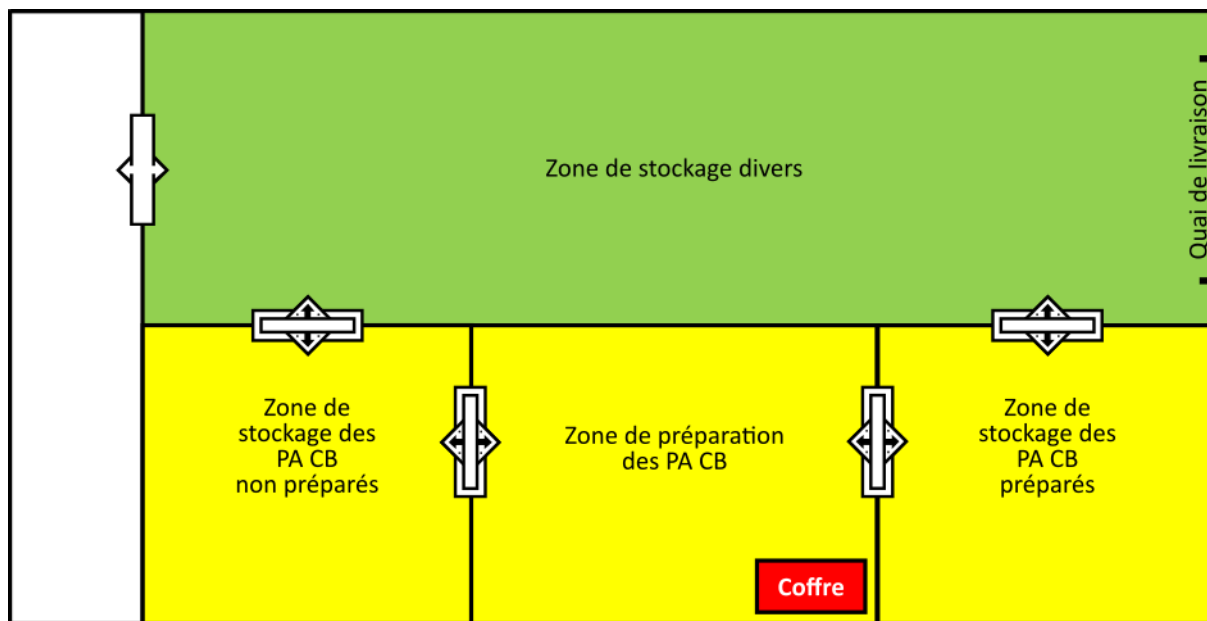 Zone de stockage divers
Quai de livraison
Zone de
stockage des
PA CB
non préparés
Zone de préparation
des PA CB
Zone de
stockage des
PA CB
préparés
Coffre